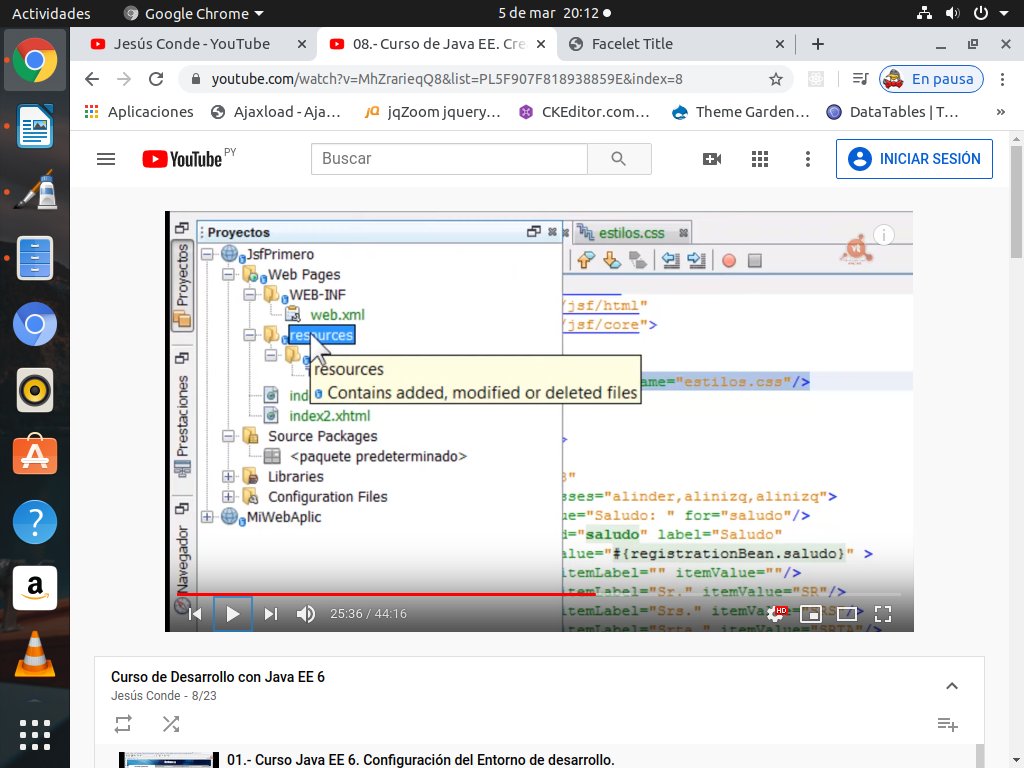 Actividades
Google Chrome
5 de mar 20:12
Jesús Conde - YouTube
08.- Curso de Java EE. Cre
Facelet Title
youtube.com/watch?v=MhZrarieqQ8&list=PL5F907F818938859E&index=8
En pausa
Aplicaciones
Ajaxload - Aja...
jqZoom jquery...
CKEditor.com...
Theme Garden...
DataTables | T...
»
YouTube PY
Buscar
INICIAR SESIÓN
Proyectos
estilos.css
Proyectos
Prestaciones
Navegador
JsfPrimero
Web Pages
WEB-INF
web.xml
resources
resources
Contains added, modified or deleted files
ind
index2.xhtml
Source Packages
<paquete predeterminado>
Libraries
Configuration Files
MiWebAplic
/jsf/html"
/jsf/core">
ame="estilos.css"/>
>
8"
sses="alinder,alinizq,alinizq">
ue="Saludo: " for="saludo"/>
d="saludo" label="Saludo"
alue="#{registrationBean.saludo}" >
itemLabel="" itemValue=""/>
itemLabel="Sr." itemValue="SR"/>
itemLabel="Srs."
itemLabel="Srta." itemValue="SRTA"/>
25:36 / 44:16
HD
Curso de Desarrollo con Java EE 6
Jesús Conde - 8/23
01.- Curso Java EE 6. Configuración del Entorno de desarrollo.